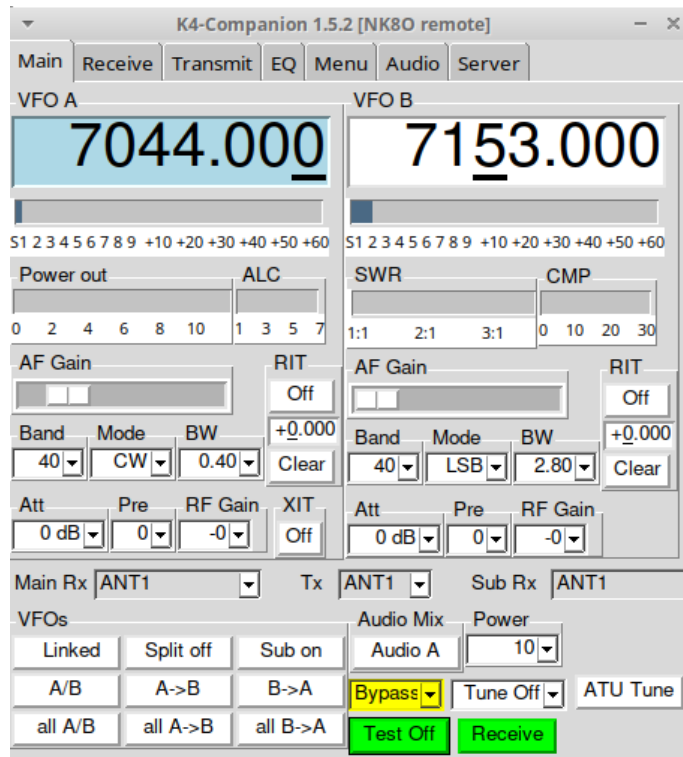 K4-Companion 1.5.2 [NK8O remote]
Main Receive Transmit EQ Menu Audio Server
VFO A
7044.000
S1 2 3 4 5 6 7 8 9 +10 +20 +30 +40 +50 +60
VFO B
7153.000
S1 2 3 4 5 6 7 8 9 +10 +20 +30 +40 +50 +60
Power out
0 2 4 6 8 10
ALC
1 3 5 7
SWR
1:1 2:1 3:1
CMP
0 10 20 30
AF Gain
RIT
Off
+0.000
Clear
Band Mode BW
40 CW 0.40
Att Pre RF Gain XIT
0 dB 0 -0 Off
AF Gain
RIT
Off
+0.000
Clear
Band Mode BW
40 LSB 2.80
Att Pre RF Gain
0 dB 0 -0
Main Rx ANT1 Tx ANT1 Sub Rx ANT1
VFOs
Linked Split off Sub on
A/B A->B B->A
all A/B all A->B all B->A
Audio Mix Power
Audio A 10
Bypass Tune Off ATU Tune
Test Off Receive